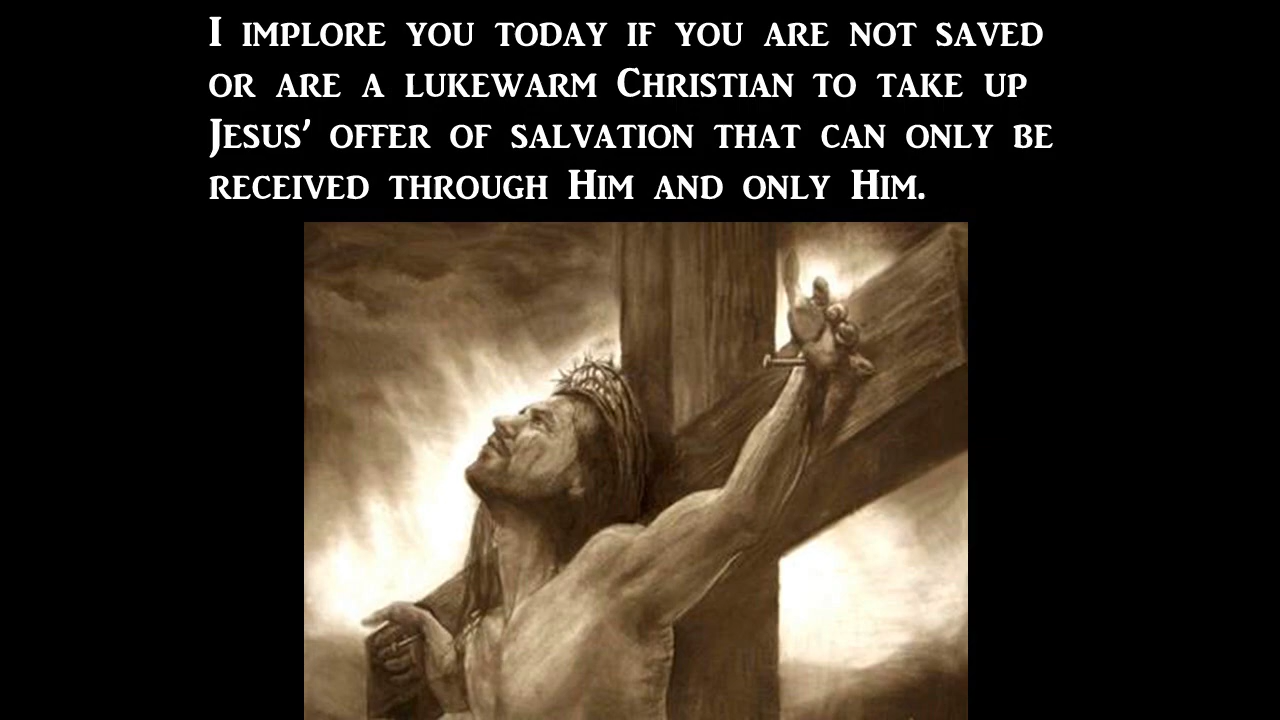 I implore you today if you are not saved
or are a lukewarm Christian to take up
Jesus' offer of salvation that can only be
received through Him and only Him.